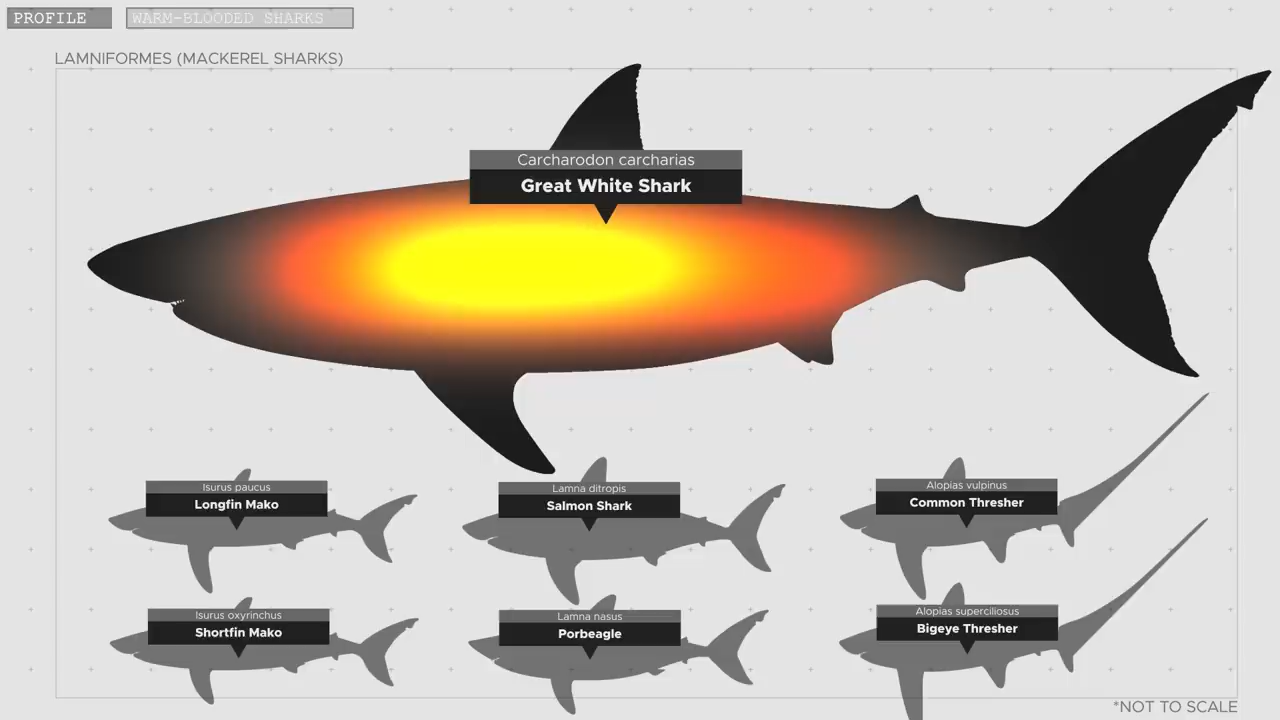 PROFILE
WARM-BLOODED SHARKS
LAMNIFORMES (MACKEREL SHARKS)
Carcharodon carcharias
Great White Shark
Isurus paucus
Longfin Mako
Lamna ditropis
Salmon Shark
Alopias vulpinus
Common Thresher
Isurus oxyrinchus
Shortfin Mako
Lamna nasus
Porbeagle
Alopias superciliosus
Bigeye Thresher
*NOT TO SCALE